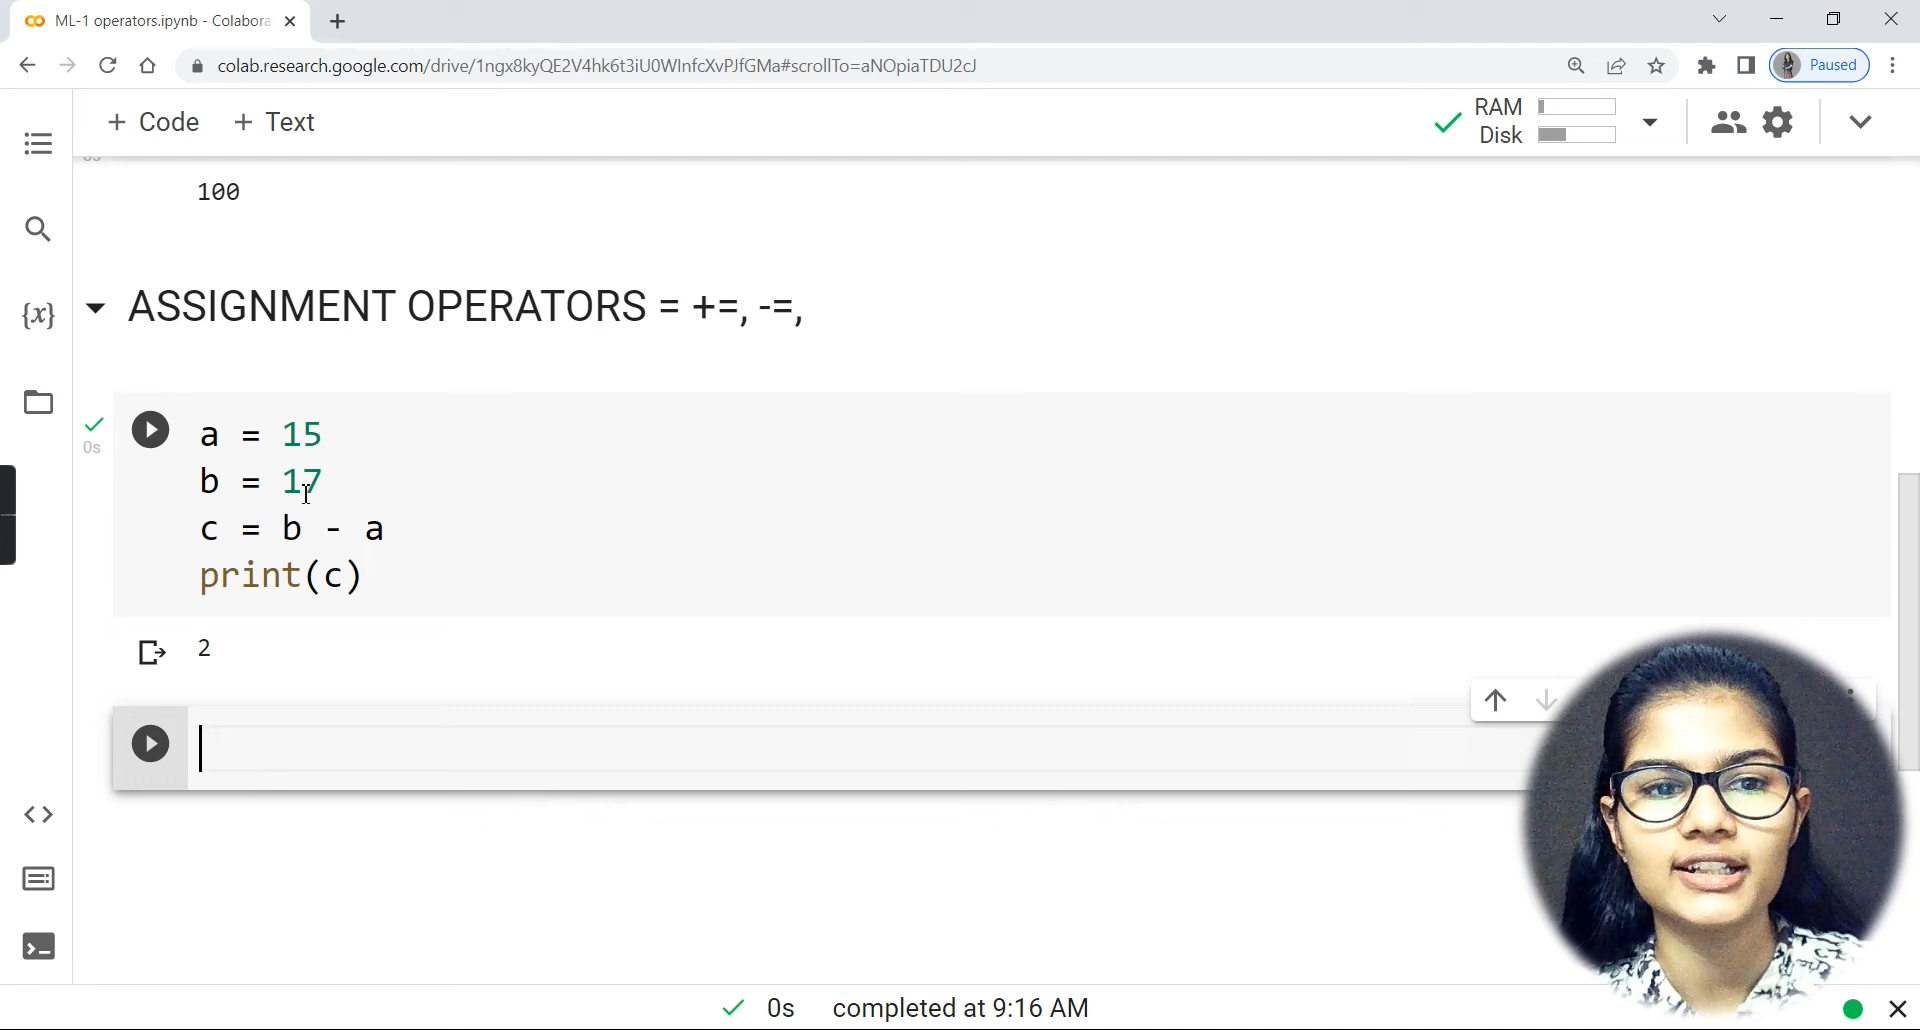 ML-1 operators.ipynb - Colabora
colab.research.google.com/drive/1ngx8kyQE2V4hk6t3iU0WInfcXvPJfGMa#scrollTo=aNOpiaTDU2cJ
Paused
+ Code + Text
RAM
Disk
0s
100
{x}
ASSIGNMENT OPERATORS = +=, -=,
0s
a = 15
b = 17
c = b - a
print(c)
2
0s completed at 9:16 AM